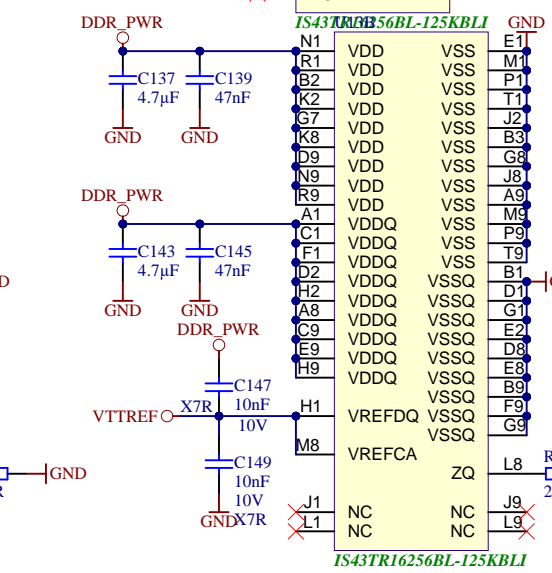 DDR_PWR
C137
4.7µF
C139
47nF
GND
GND
DDR_PWR
C143
4.7µF
C145
47nF
GND
GND
DDR_PWR
C147
10nF
10V
X7R
VTTREF
C149
10nF
10V
X7R
GND
GND
IS43TR16256BL-125KBLI
GND
N1 VDD VSS E1
R1 VDD VSS M1
B2 VDD VSS P1
K2 VDD VSS T1
G7 VDD VSS J2
K8 VDD VSS B3
D9 VDD VSS G8
N9 VDD VSS J8
R9 VDD VSS A9
A1 VDDQ VSS M9
C1 VDDQ VSS P9
F1 VDDQ VSS T9
D2 VDDQ VSSQ B1
H2 VDDQ VSSQ D1
A8 VDDQ VSSQ G1
C9 VDDQ VSSQ E2
E9 VDDQ VSSQ D8
H9 VDDQ VSSQ E8
VSSQ B9
H1 VREFDQ VSSQ F9
VSSQ G9
M8 VREFCA
ZQ L8
J1 NC NC J9
L1 NC NC L9
IS43TR16256BL-125KBLI